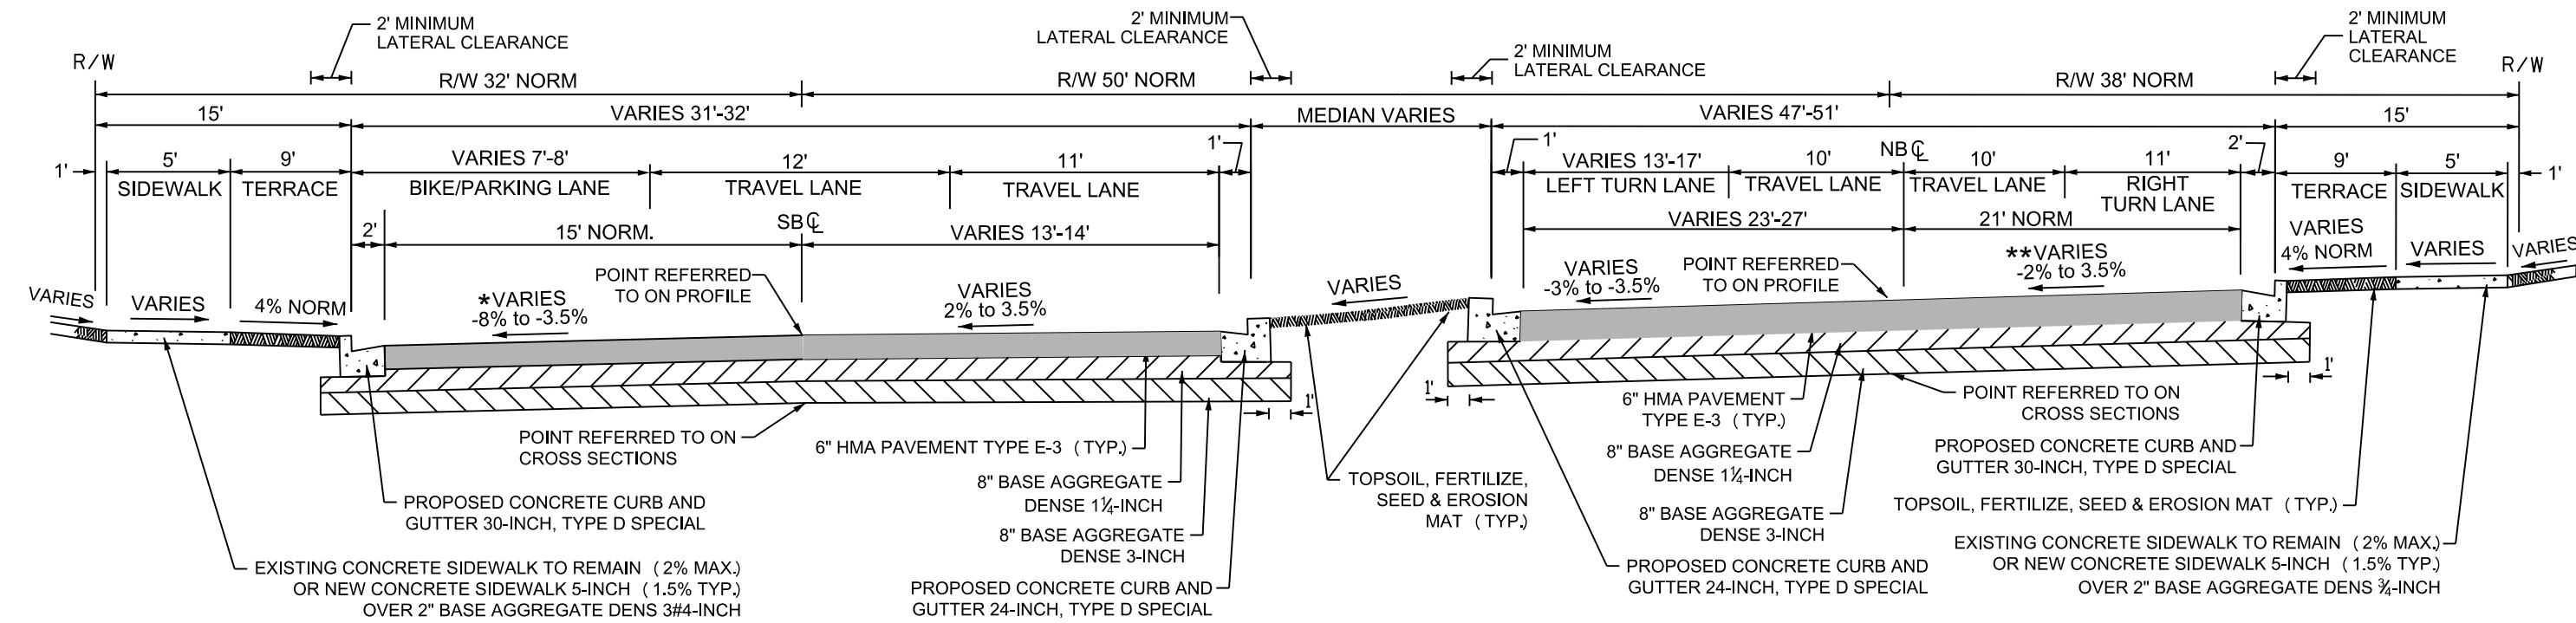 2' MINIMUM
LATERAL CLEARANCE
2' MINIMUM
LATERAL CLEARANCE
2' MINIMUM
LATERAL CLEARANCE
2' MINIMUM
LATERAL
CLEARANCE
R/W
R/W 32' NORM
R/W 50' NORM
R/W 38' NORM
R/W
15'
VARIES 31'-32'
MEDIAN VARIES
VARIES 47'-51'
15'
1'
5'
SIDEWALK
9'
TERRACE
VARIES 7'-8'
BIKE/PARKING LANE
12'
TRAVEL LANE
11'
TRAVEL LANE
1'
1'
VARIES 13'-17'
LEFT TURN LANE
10'
TRAVEL LANE
NB ℄
10'
TRAVEL LANE
11'
RIGHT
TURN LANE
2'
9'
TERRACE
5'
SIDEWALK
1'
2'
15' NORM.
SB ℄
VARIES 13'-14'
VARIES 23'-27'
21' NORM
VARIES
VARIES
4% NORM
*VARIES
-8% to -3.5%
POINT REFERRED
TO ON PROFILE
VARIES
2% to 3.5%
VARIES
VARIES
-3% to -3.5%
POINT REFERRED
TO ON PROFILE
**VARIES
-2% to 3.5%
VARIES
4% NORM
VARIES
VARIES
1'
1'
1'
POINT REFERRED TO ON
CROSS SECTIONS
6" HMA PAVEMENT TYPE E-3 (TYP.)
8" BASE AGGREGATE
DENSE 1¼-INCH
8" BASE AGGREGATE
DENSE 3-INCH
PROPOSED CONCRETE CURB AND
GUTTER 30-INCH, TYPE D SPECIAL
EXISTING CONCRETE SIDEWALK TO REMAIN (2% MAX.)
OR NEW CONCRETE SIDEWALK 5-INCH (1.5% TYP.)
OVER 2" BASE AGGREGATE DENS 3#4-INCH
PROPOSED CONCRETE CURB AND
GUTTER 24-INCH, TYPE D SPECIAL
TOPSOIL, FERTILIZE,
SEED & EROSION
MAT (TYP.)
6" HMA PAVEMENT
TYPE E-3 (TYP.)
8" BASE AGGREGATE
DENSE 1¼-INCH
8" BASE AGGREGATE
DENSE 3-INCH
PROPOSED CONCRETE CURB AND
GUTTER 24-INCH, TYPE D SPECIAL
POINT REFERRED TO ON
CROSS SECTIONS
PROPOSED CONCRETE CURB AND
GUTTER 30-INCH, TYPE D SPECIAL
TOPSOIL, FERTILIZE, SEED & EROSION MAT (TYP.)
EXISTING CONCRETE SIDEWALK TO REMAIN (2% MAX.)
OR NEW CONCRETE SIDEWALK 5-INCH (1.5% TYP.)
OVER 2" BASE AGGREGATE DENS ¾-INCH